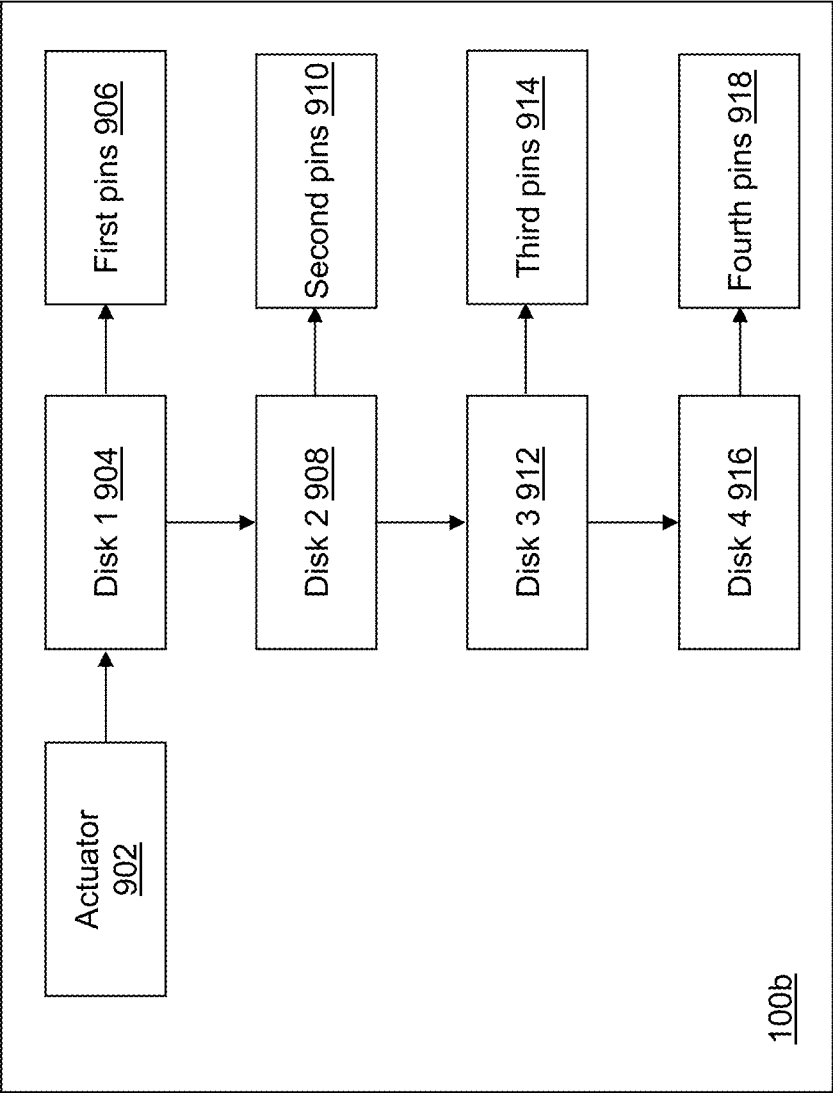 First pins 906
Second pins 910
Third pins 914
Fourth pins 918
Disk 1 904
Disk 2 908
Disk 3 912
Disk 4 916
Actuator
902
100b